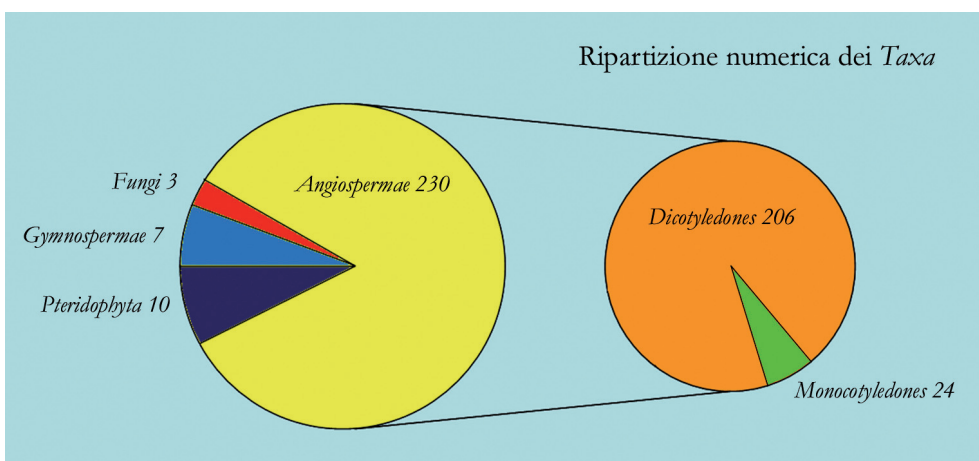 Ripartizione numerica dei Taxa
Fungi 3
Angiospermae 230
Gymnospermae 7
Pteridophyta 10
Dicotyledones 206
Monocotyledones 24